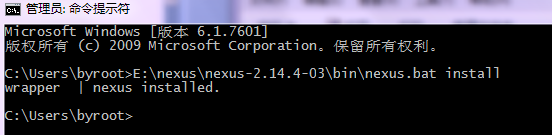 管理员: 命令提示符
Microsoft Windows [版本 6.1.7601]
版权所有 (c) 2009 Microsoft Corporation。保留所有权利。
C:\Users\byroot>E:\nexus\nexus-2.14.4-03\bin\nexus.bat install
wrapper  | nexus installed.
C:\Users\byroot>